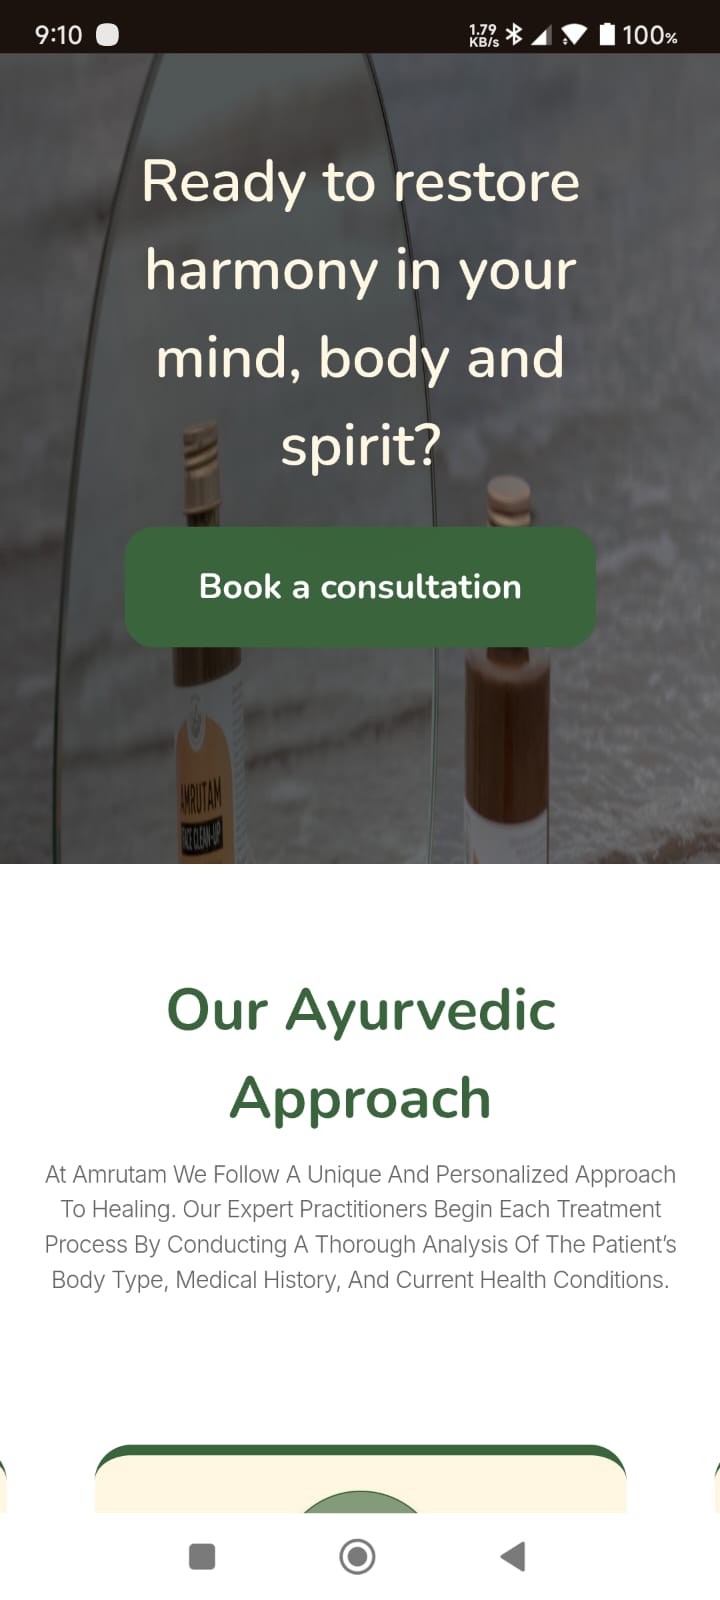 9:10
1.79
KB/s
100%
Ready to restore
harmony in your
mind, body and
spirit?
Book a consultation
AMRUTAM
FACE CLEAN-UP
Our Ayurvedic
Approach
At Amrutam We Follow A Unique And Personalized Approach
To Healing. Our Expert Practitioners Begin Each Treatment
Process By Conducting A Thorough Analysis Of The Patient’s
Body Type, Medical History, And Current Health Conditions.